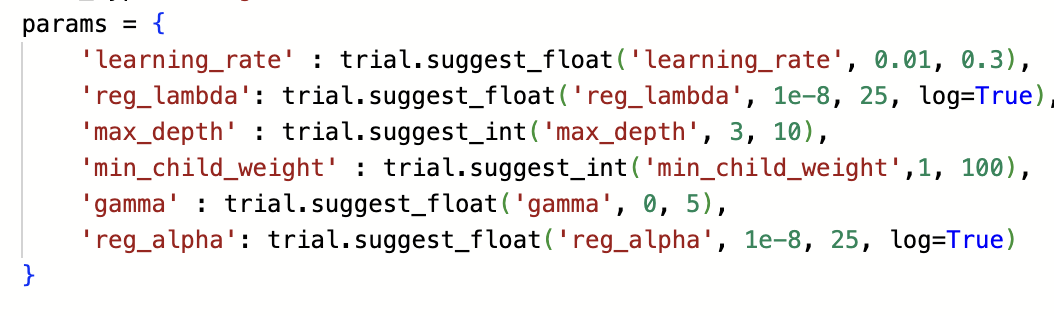 params = {
    'learning_rate' : trial.suggest_float('learning_rate', 0.01, 0.3),
    'reg_lambda': trial.suggest_float('reg_lambda', 1e-8, 25, log=True),
    'max_depth' : trial.suggest_int('max_depth', 3, 10),
    'min_child_weight' : trial.suggest_int('min_child_weight',1, 100),
    'gamma' : trial.suggest_float('gamma', 0, 5),
    'reg_alpha': trial.suggest_float('reg_alpha', 1e-8, 25, log=True)
}